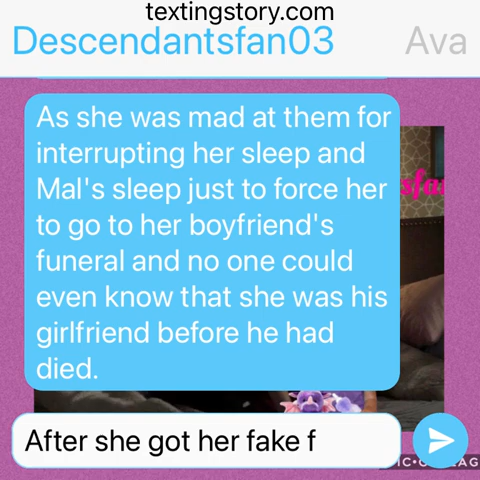 textingstory.com
Descendantsfan03 Ava
As she was mad at them for
interrupting her sleep and
Mal's sleep just to force her
to go to her boyfriend's
funeral and no one could
even know that she was his
girlfriend before he had
died.
After she got her fake f